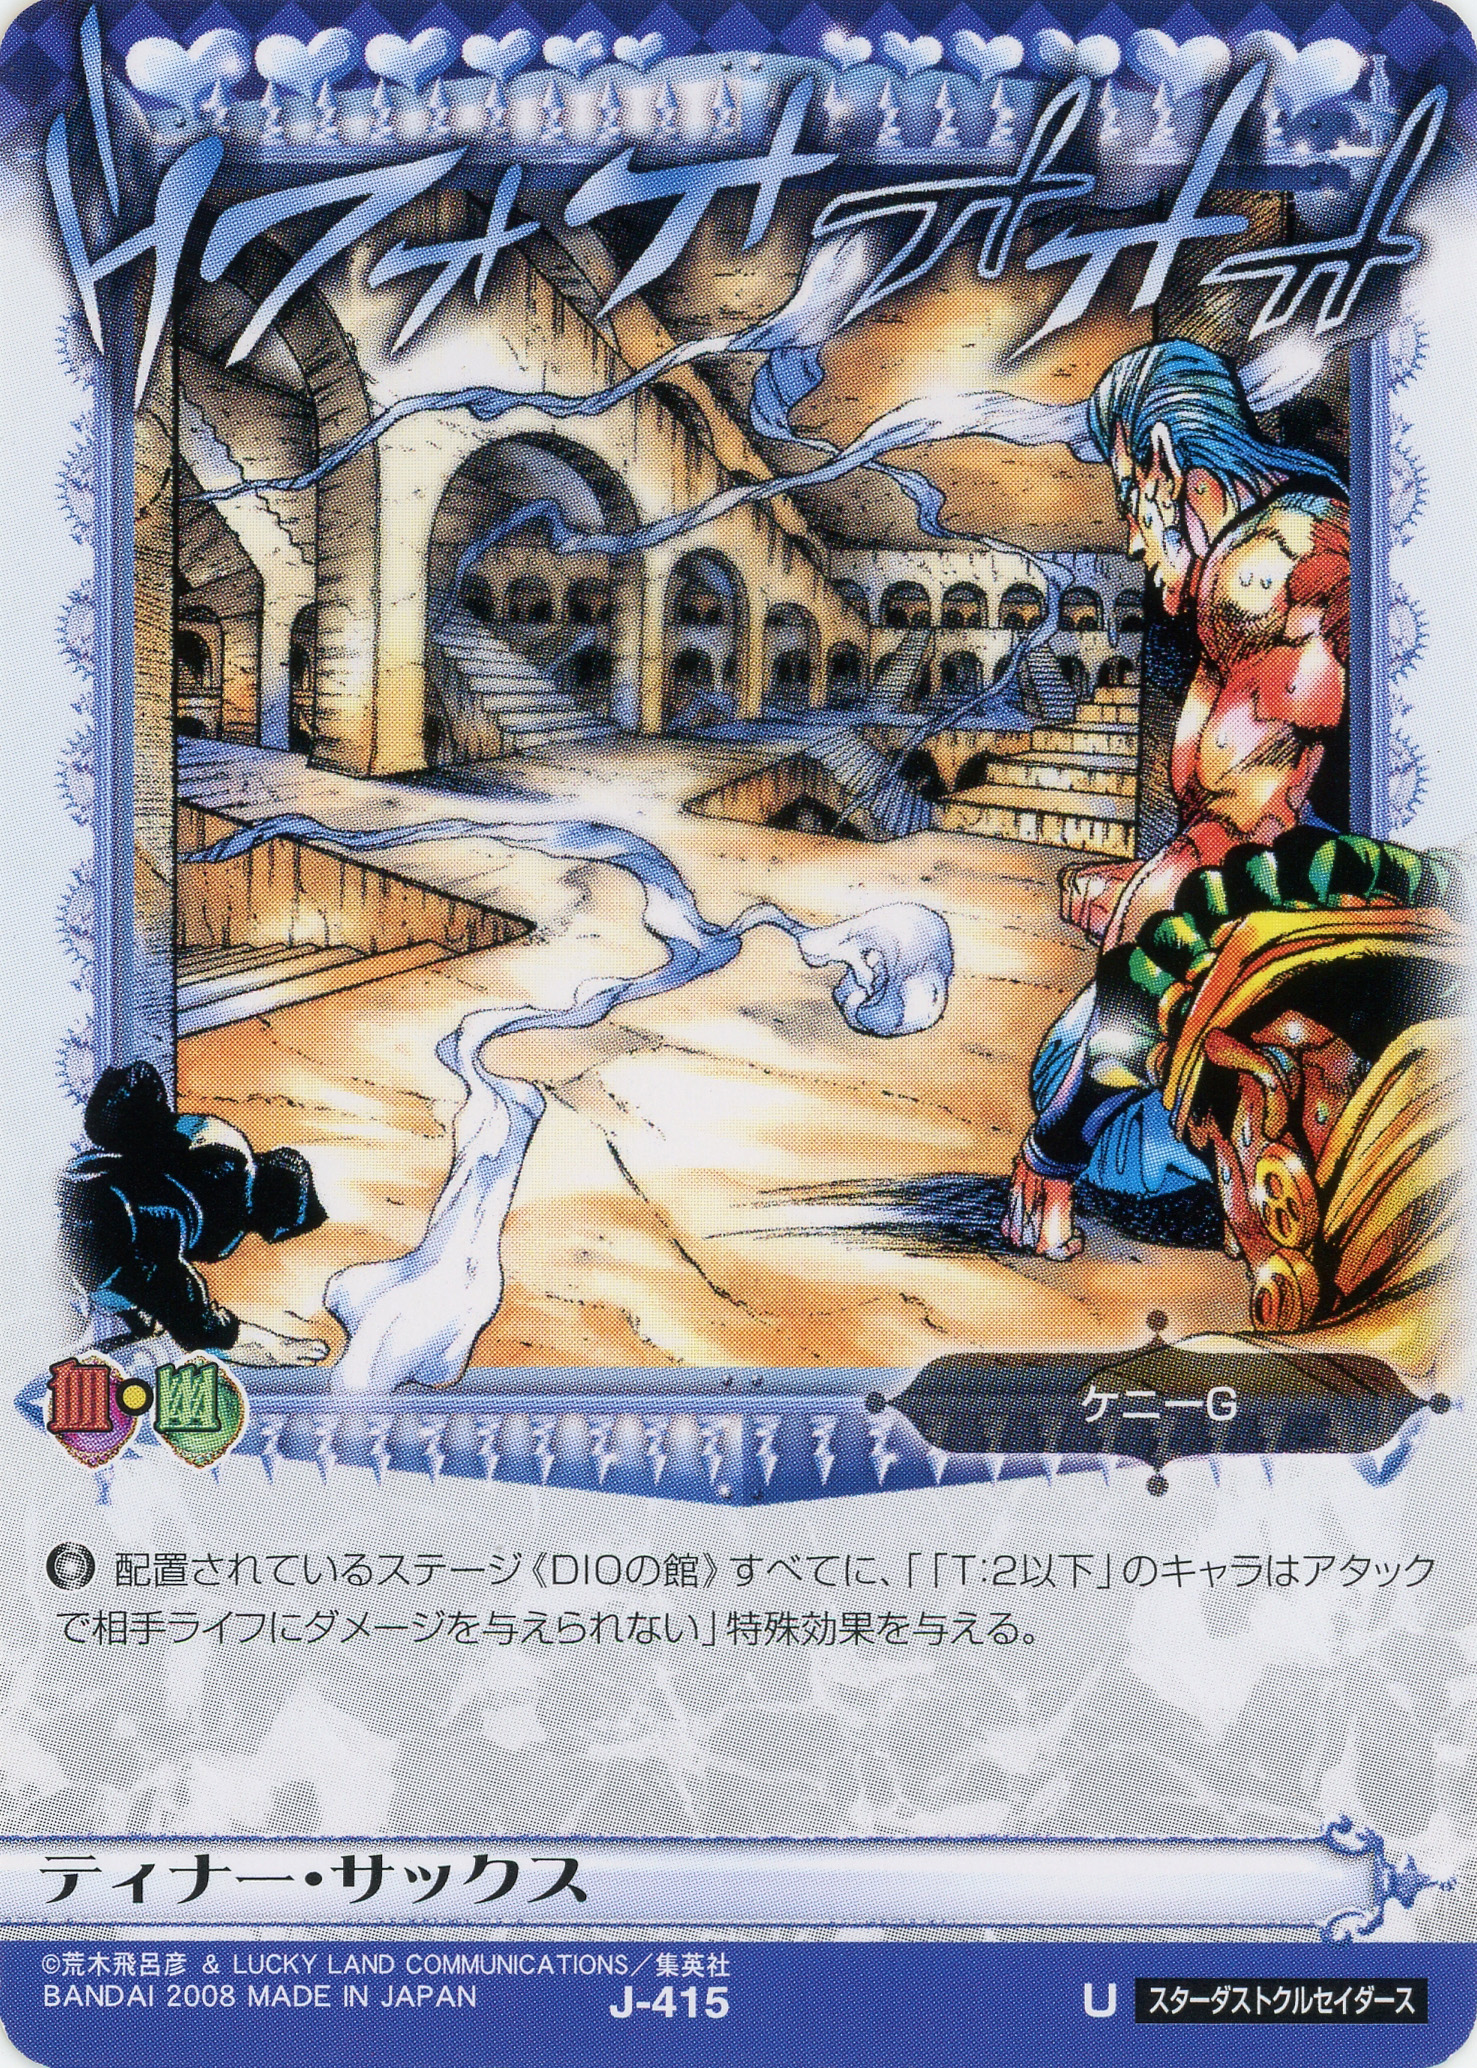 ドフォオオオオオ
血・幽
ケニーG
配置されているステージ《DIOの館》すべてに、「「T:2以下」のキャラはアタック
で相手ライフにダメージを与えられない」特殊効果を与える。
ティナー・サックス
©荒木飛呂彦 & LUCKY LAND COMMUNICATIONS/集英社
BANDAI 2008 MADE IN JAPAN
J-415
U
スターダストクルセイダース